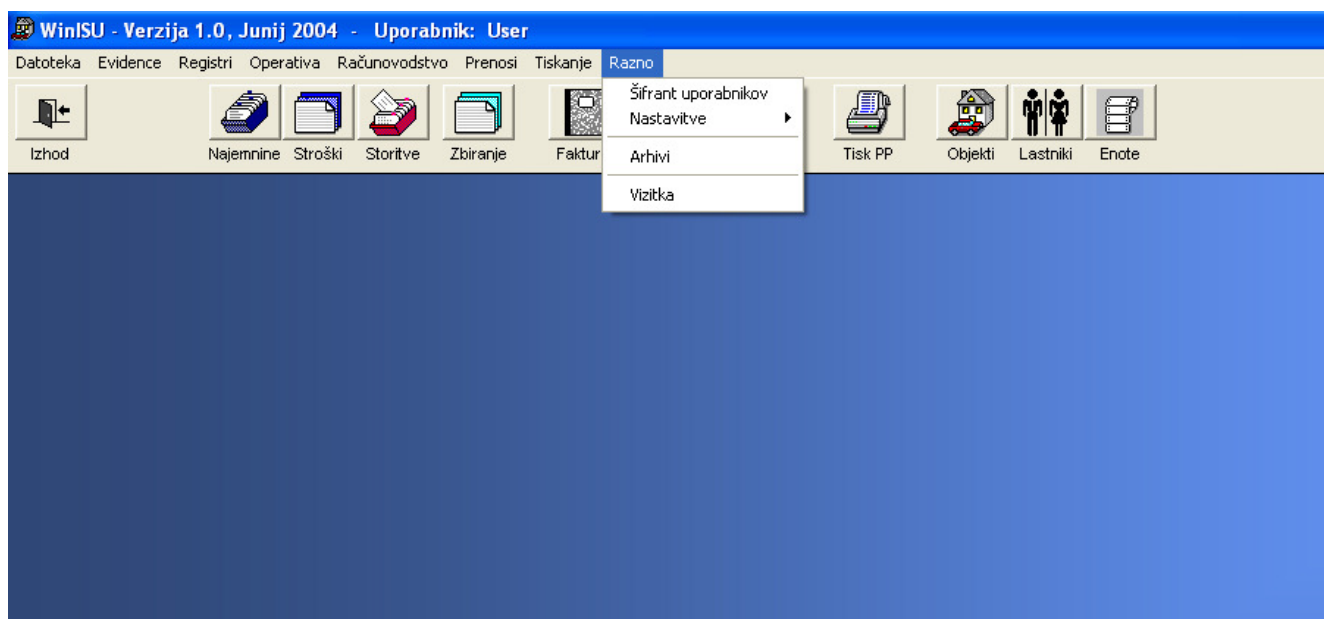 WinISU - Verzija 1.0, Junij 2004 - Uporabnik: User
Datoteka Evidence Registri Operativa Računovodstvo Prenosi Tiskanje Razno
Šifrant uporabnikov
Nastavitve
Arhivi
Vizitka
Izhod Najemnine Stroški Storitve Zbiranje Faktur Tisk PP Objekti Lastniki Enote